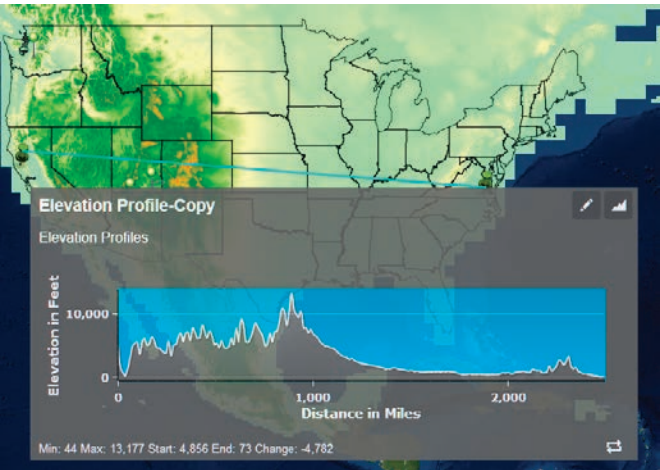 Elevation Profile-Copy
Elevation Profiles
Elevation in Feet
10,000
0
0 1,000 2,000
Distance in Miles
Min: 44 Max: 13,177 Start: 4,856 End: 73 Change: -4,782